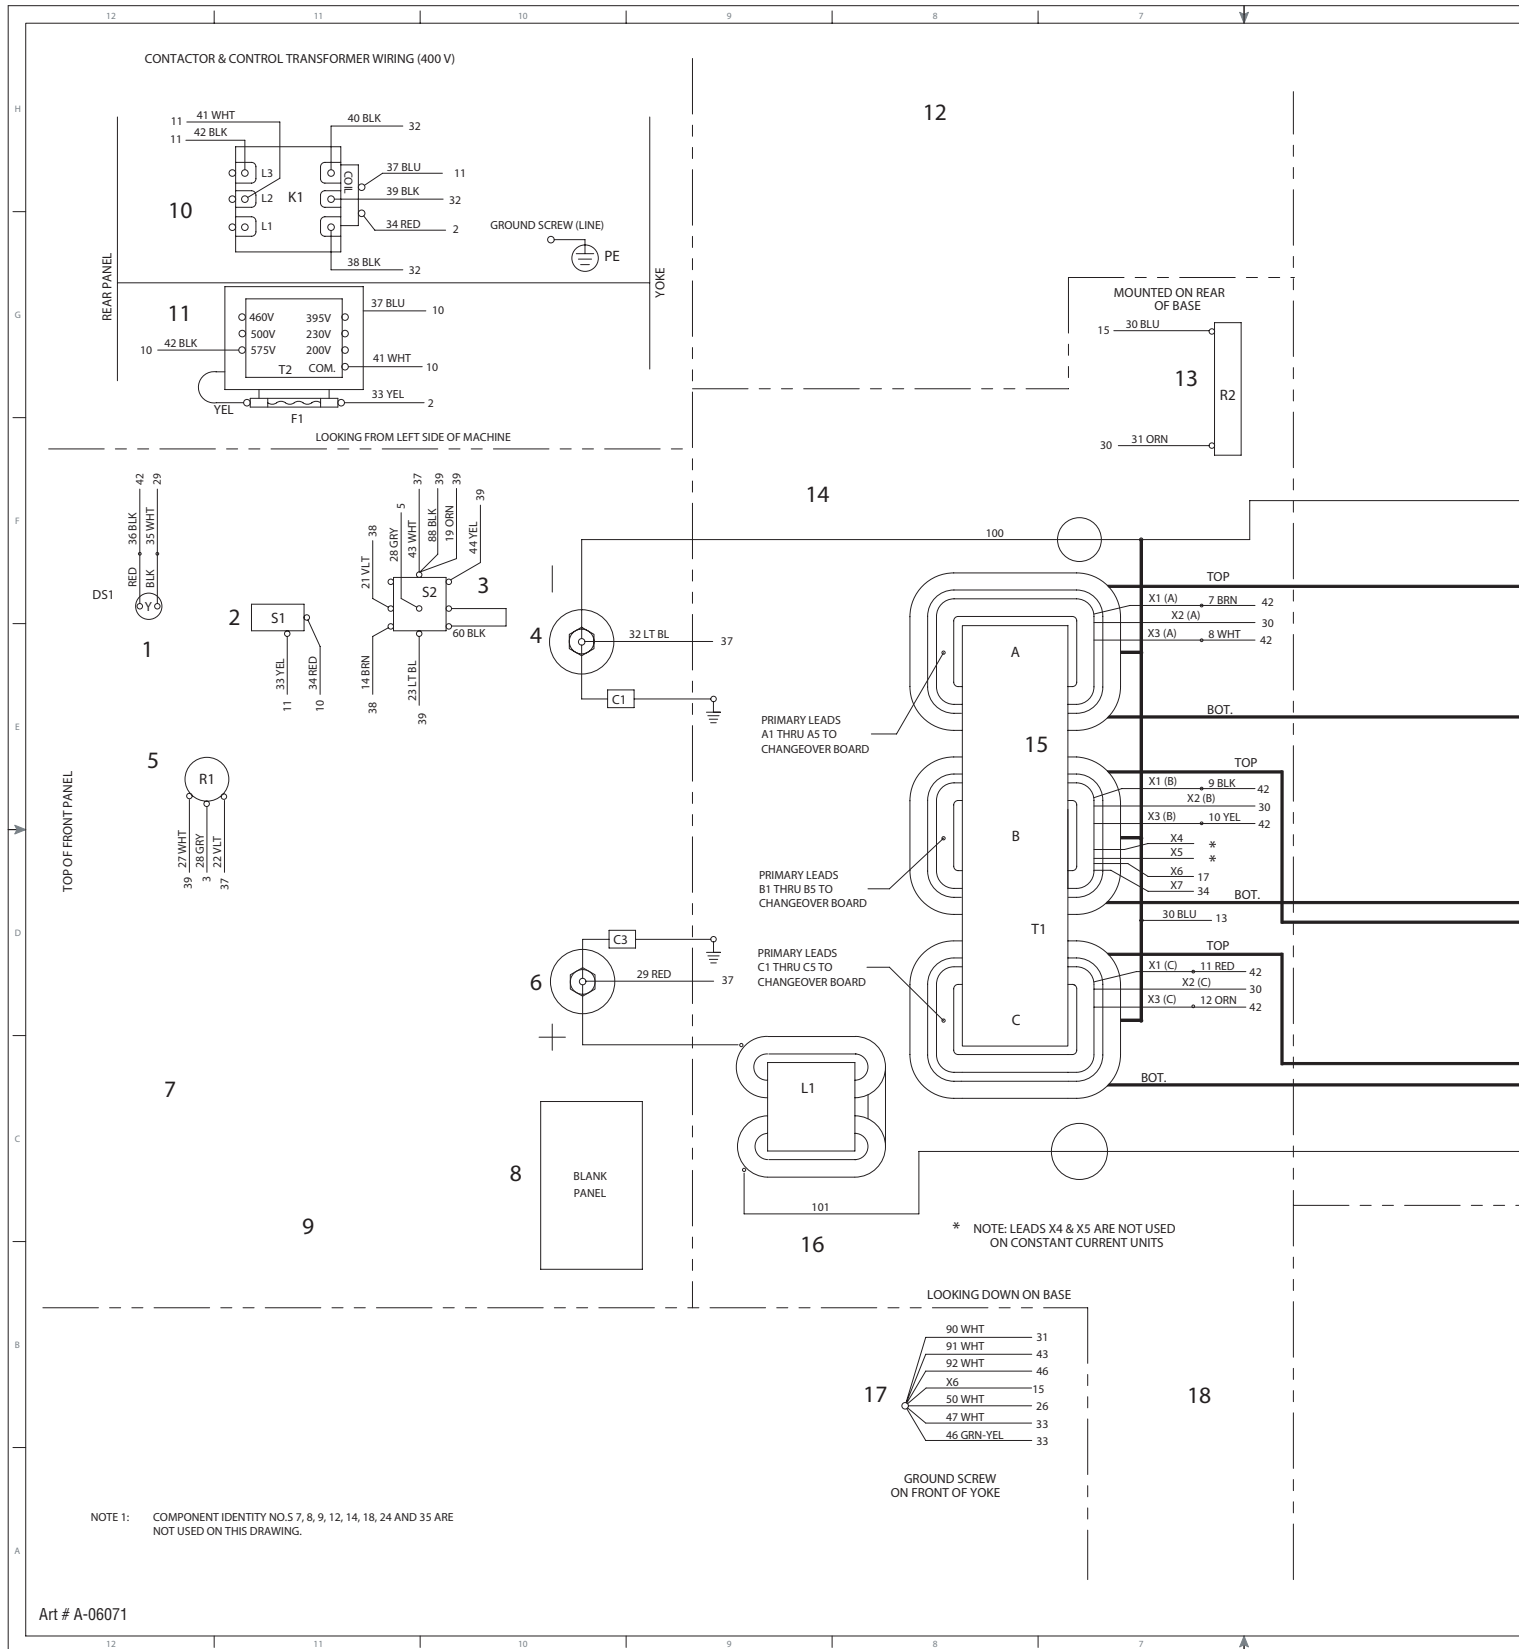 12 11 10 9 8 7
CONTACTOR & CONTROL TRANSFORMER WIRING (400 V)
H
G
F
E
D
C
B
A
11 41 WHT
11 42 BLK
40 BLK 32
L3
L2
L1
K1
COIL
37 BLU 11
39 BLK 32
34 RED 2
38 BLK 32
10
GROUND SCREW (LINE)
PE
REAR PANEL
YOKE
11
460V 395V
500V 230V
575V 200V
T2 COM.
37 BLU 10
10 42 BLK
41 WHT 10
YEL
F1
33 YEL 2
LOOKING FROM LEFT SIDE OF MACHINE
12
MOUNTED ON REAR
OF BASE
15 30 BLU
13
R2
30 31 ORN
14
42 29
36 BLK
35 WHT
RED
BLK
DS1
Y
1
2
S1
33 YEL
11
34 RED
10
3
S2
38
21 VLT
5
28 GRY
37
43 WHT
39
88 BLK
39
19 ORN
39
44 YEL
60 BLK
14 BRN
38
23 LT BL
39
4
32 LT BL 37
C1
5
R1
27 WHT
39
28 GRY
3
22 VLT
37
TOP OF FRONT PANEL
6
C3
29 RED 37
7
8
BLANK
PANEL
9
100
TOP
X1 (A) 7 BRN 42
X2 (A) 30
X3 (A) 8 WHT 42
A
BOT.
PRIMARY LEADS
A1 THRU A5 TO
CHANGEOVER BOARD
15
TOP
X1 (B) 9 BLK 42
X2 (B) 30
X3 (B) 10 YEL 42
B
X4 *
X5 *
X6 17
X7 34
BOT.
PRIMARY LEADS
B1 THRU B5 TO
CHANGEOVER BOARD
30 BLU 13
T1
TOP
PRIMARY LEADS
C1 THRU C5 TO
CHANGEOVER BOARD
X1 (C) 11 RED 42
X2 (C) 30
X3 (C) 12 ORN 42
C
BOT.
L1
101
16
* NOTE: LEADS X4 & X5 ARE NOT USED
ON CONSTANT CURRENT UNITS
LOOKING DOWN ON BASE
17
90 WHT 31
91 WHT 43
92 WHT 46
X6 15
50 WHT 26
47 WHT 33
46 GRN-YEL 33
GROUND SCREW
ON FRONT OF YOKE
18
NOTE 1: COMPONENT IDENTITY NO.S 7, 8, 9, 12, 14, 18, 24 AND 35 ARE
NOT USED ON THIS DRAWING.
Art # A-06071
12 11 10 9 8 7